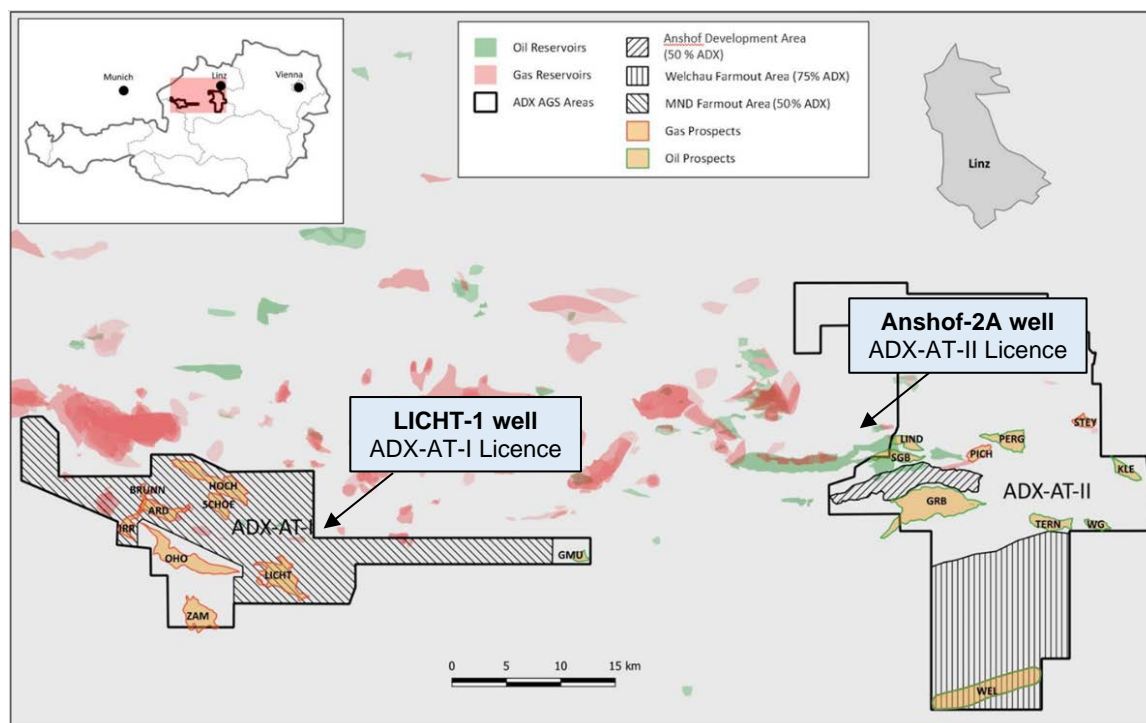 Munich
Linz
Vienna
Oil Reservoirs
Gas Reservoirs
ADX AGS Areas
Anshof Development Area
(50 % ADX)
Welchau Farmout Area (75% ADX)
MND Farmout Area (50% ADX)
Gas Prospects
Oil Prospects
Linz
Anshof-2A well
ADX-AT-II Licence
LICHT-1 well
ADX-AT-I Licence
HOCH
BRUNN
SCHOE
ARD
IRR
ADX-AT-I
OHO
LICHT
ZAM
GMU
STEY
LIND
PERG
SGB
PICH
KLE
ADX-AT-II
GRB
TERN
WG
WEL
0 5 10 15 km